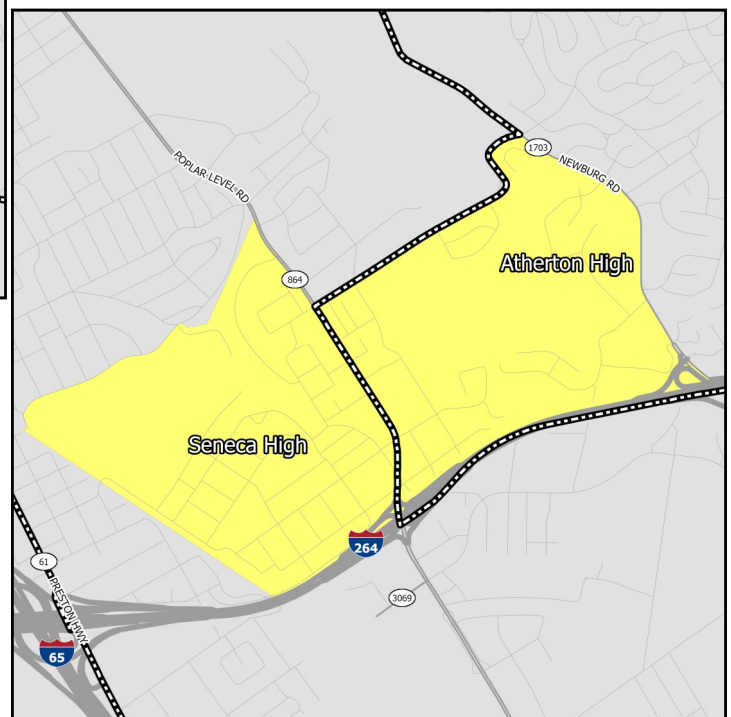 1703
NEWBURG RD
POPLAR LEVEL RD
Atherton High
864
Seneca High
264
61
PRESTON HWY
3069
65